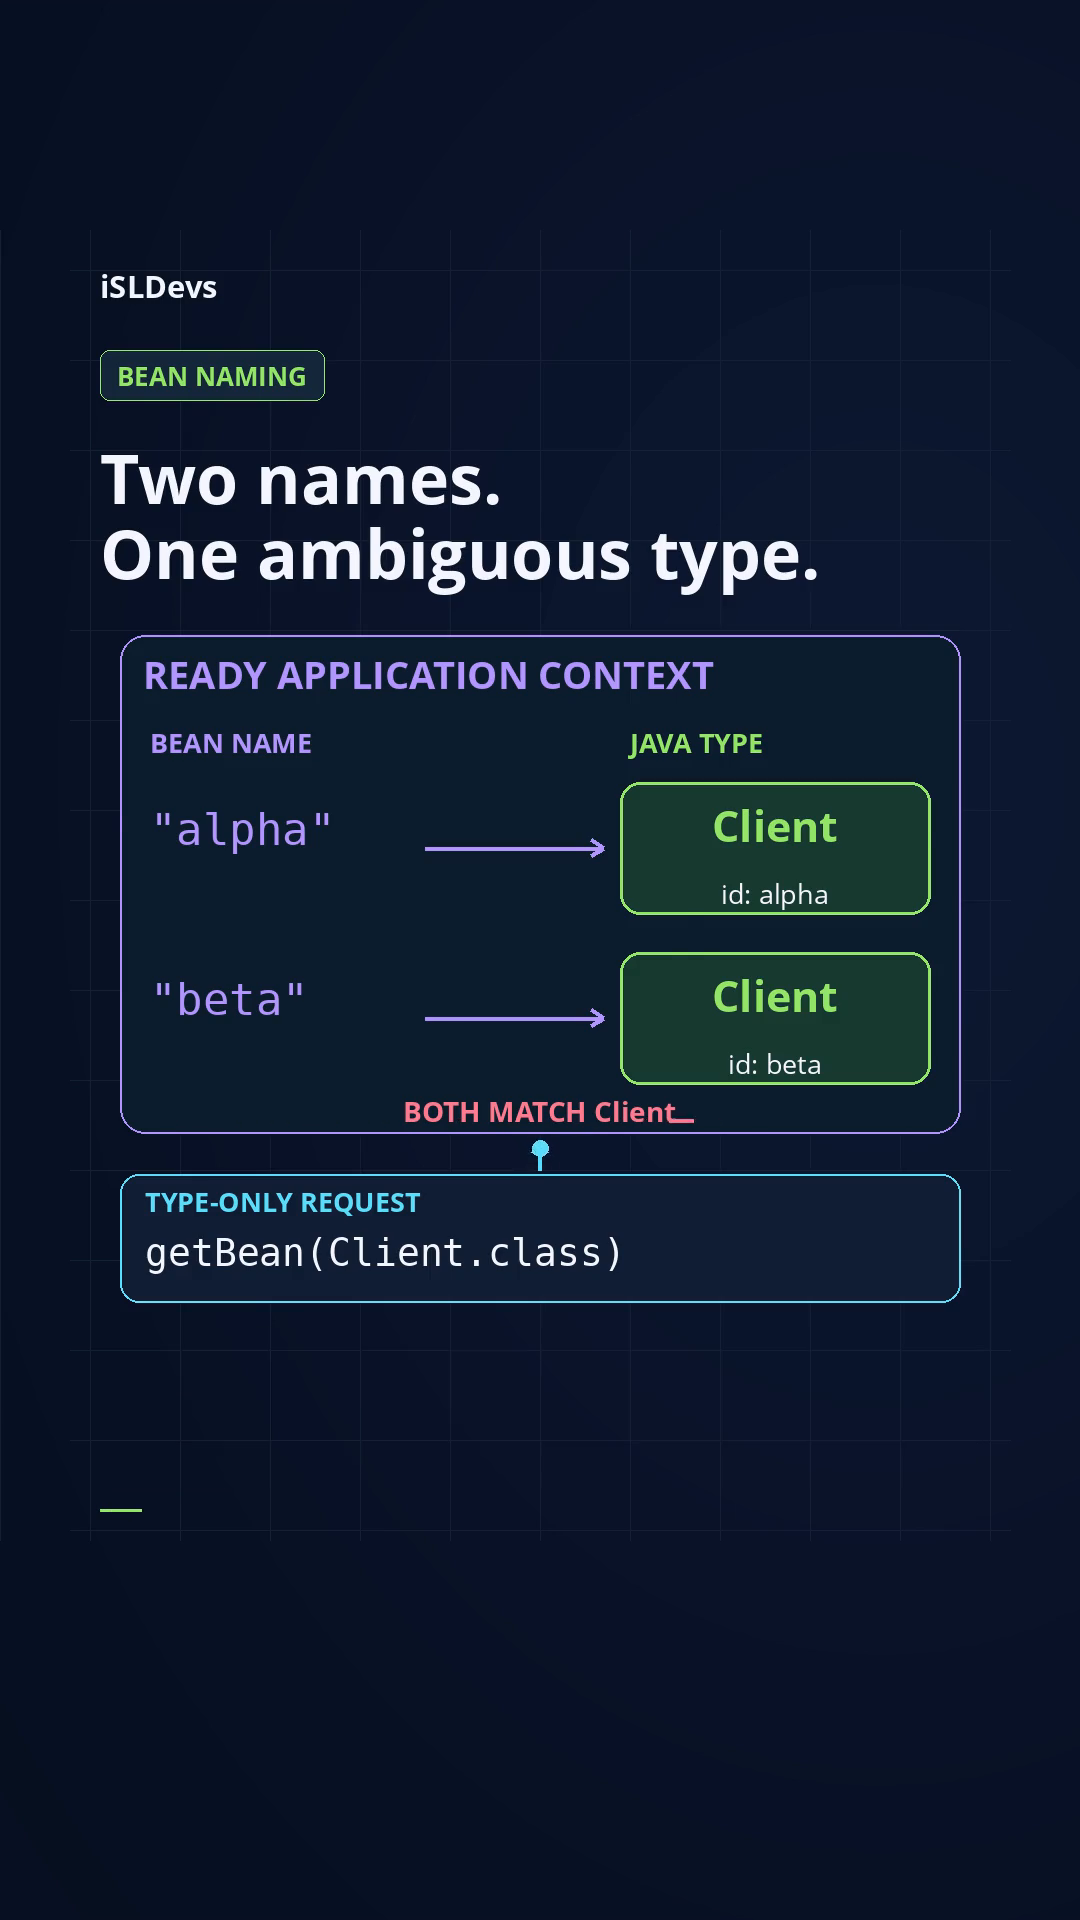 iSLDevs
BEAN NAMING
Two names.
One ambiguous type.
READY APPLICATION CONTEXT
BEAN NAME
JAVA TYPE
"alpha"
Client
id: alpha
"beta"
Client
id: beta
BOTH MATCH Client
TYPE-ONLY REQUEST
getBean(Client.class)